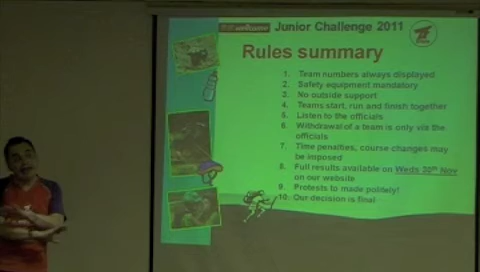 Junior Challenge 2011
Rules summary
1. Team numbers always displayed
2. Safety equipment mandatory
3. No outside support
4. Teams start, run and finish together
5. Listen to the officials
6. Withdrawal of a team is only via the
officials
7. Time penalties, course changes may
be imposed
8. Full results available on Weds 30th Nov
on our website
9. Protests to made politely!
10. Our decision is final